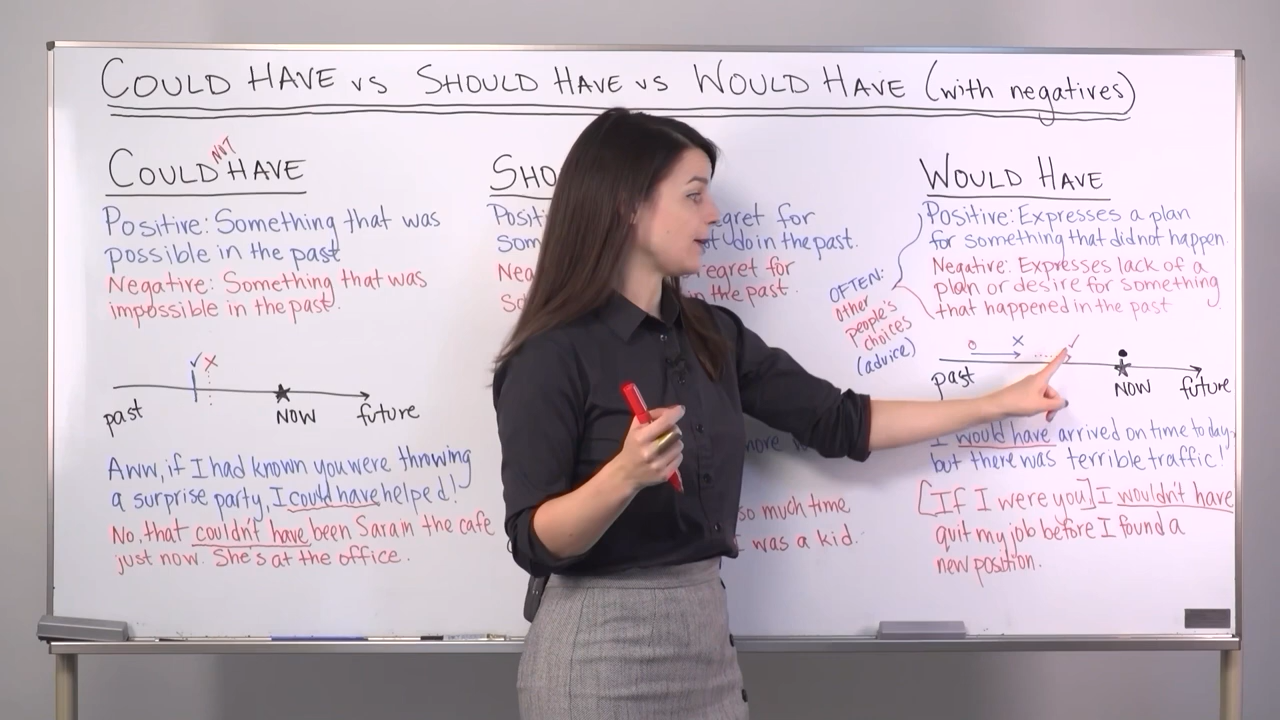 COULD HAVE vs SHOULD HAVE vs WOULD HAVE (with negatives)
COULD NOT HAVE
Positive: Something that was
possible in the past
Negative: Something that was
impossible in the past.
past
NOW
future
Aww, if I had known you were throwing
a surprise party, I could have helped!
No, that couldn't have been Sara in the cafe
just now. She's at the office.
SHO
Positi egret for
som do in the past.
Neg regret for
So in the past.
so much time
I was a kid.
OFTEN:
other
people's
choices
(advice)
WOULD HAVE
Positive: Expresses a plan
for something that did not happen.
Negative: Expresses lack of a
plan or desire for something
that happened in the past
past
NOW
future
I would have arrived on time today,
but there was terrible traffic!
[If I were you] I wouldn't have
quit my job before I found a
new position.